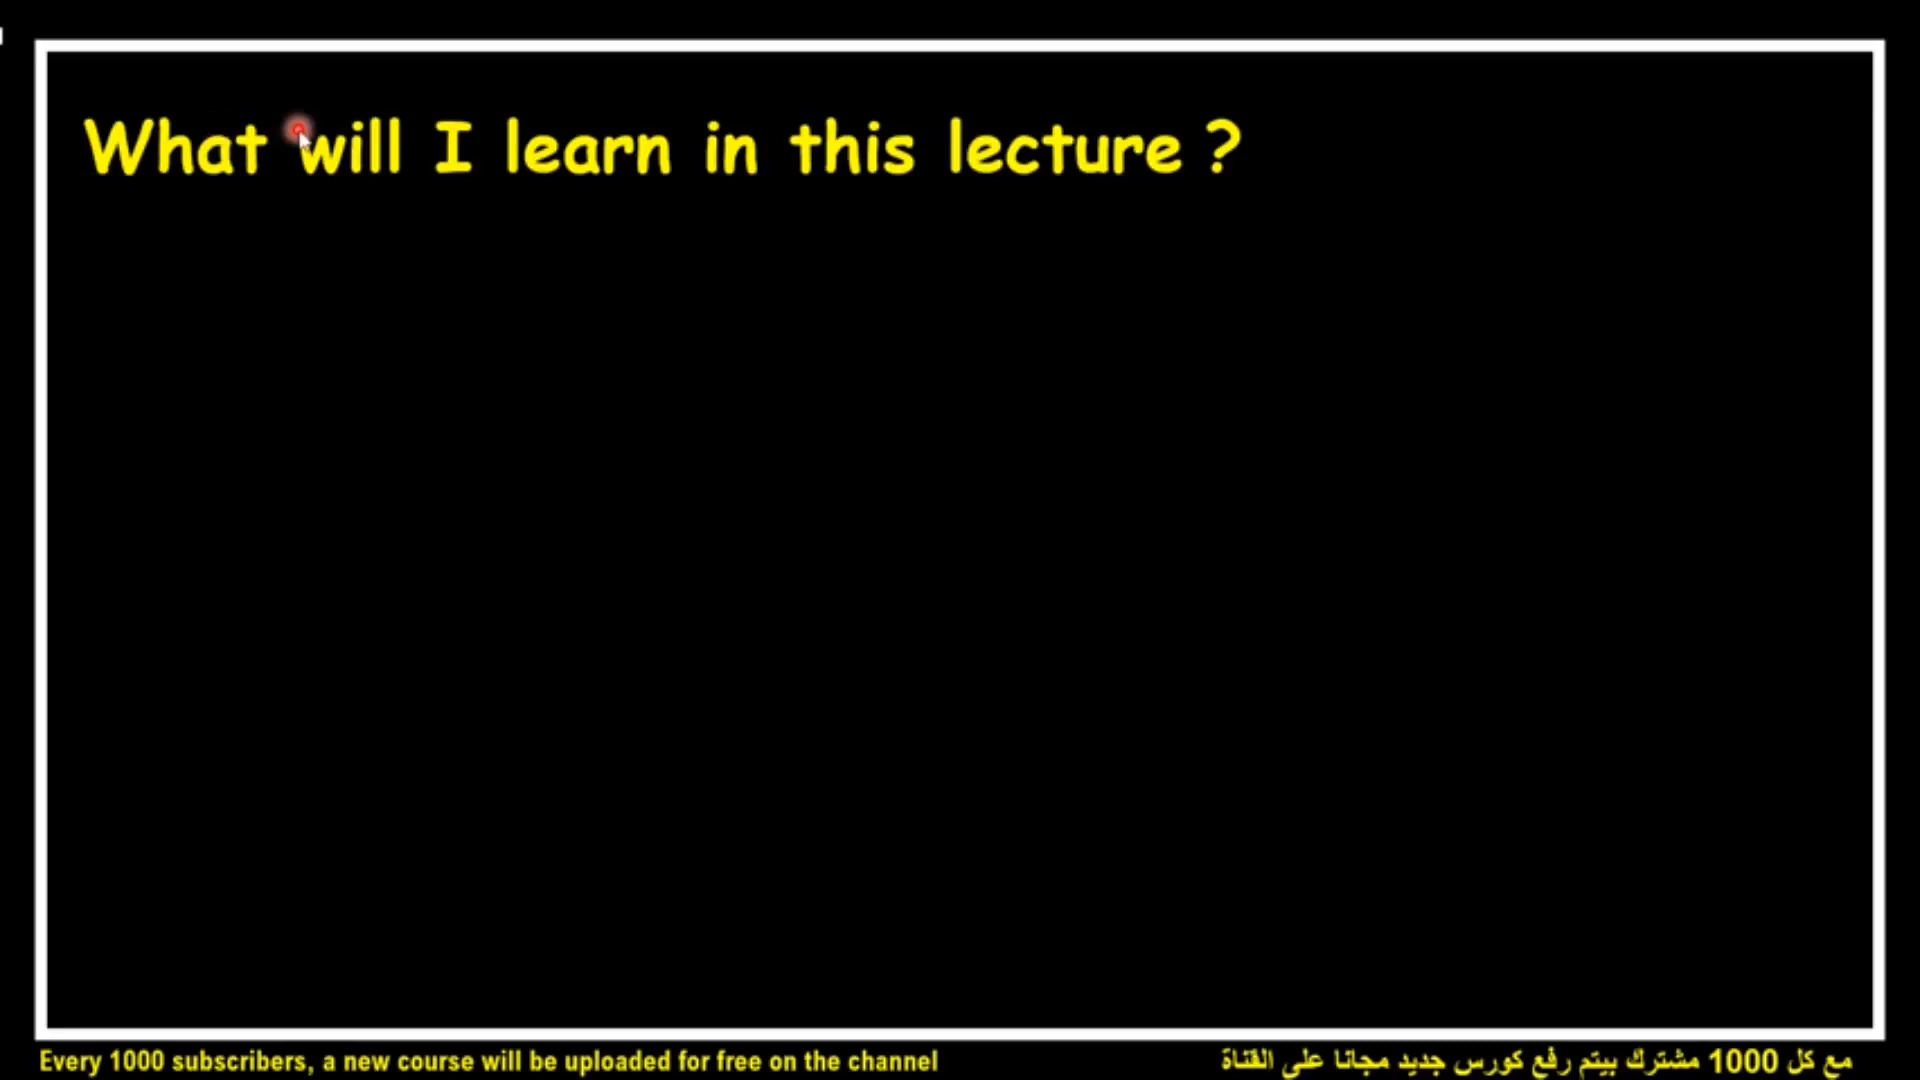 What will I learn in this lecture ?
Every 1000 subscribers, a new course will be uploaded for free on the channel
مع كل 1000 مشترك بيتم رفع كورس جديد مجانا على القناة